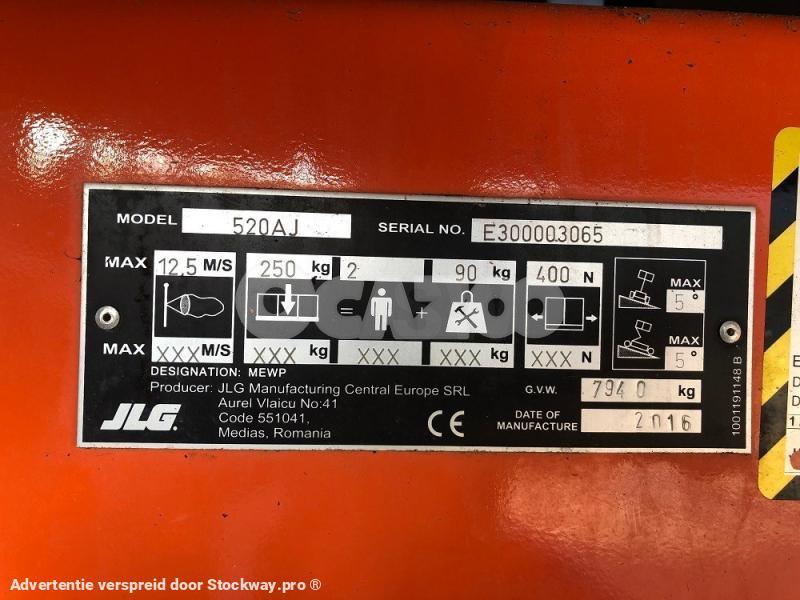 MODEL 520AJ SERIAL NO. E300003065
MAX 12,5 M/S 250 kg 2 90 kg 400 N
= + MAX 5°
MAX 5°
MAX XXX M/S XXX kg XXX XXX kg XXX N
DESIGNATION: MEWP
Producer: JLG Manufacturing Central Europe SRL G.V.W. 7940 kg
Aurel Vlaicu No:41
JLG Code 551041, CE DATE OF MANUFACTURE 2016
Medias, Romania
1001191148 B
OCAZOO
E
D
D
Advertentie verspreid door Stockway.pro ®